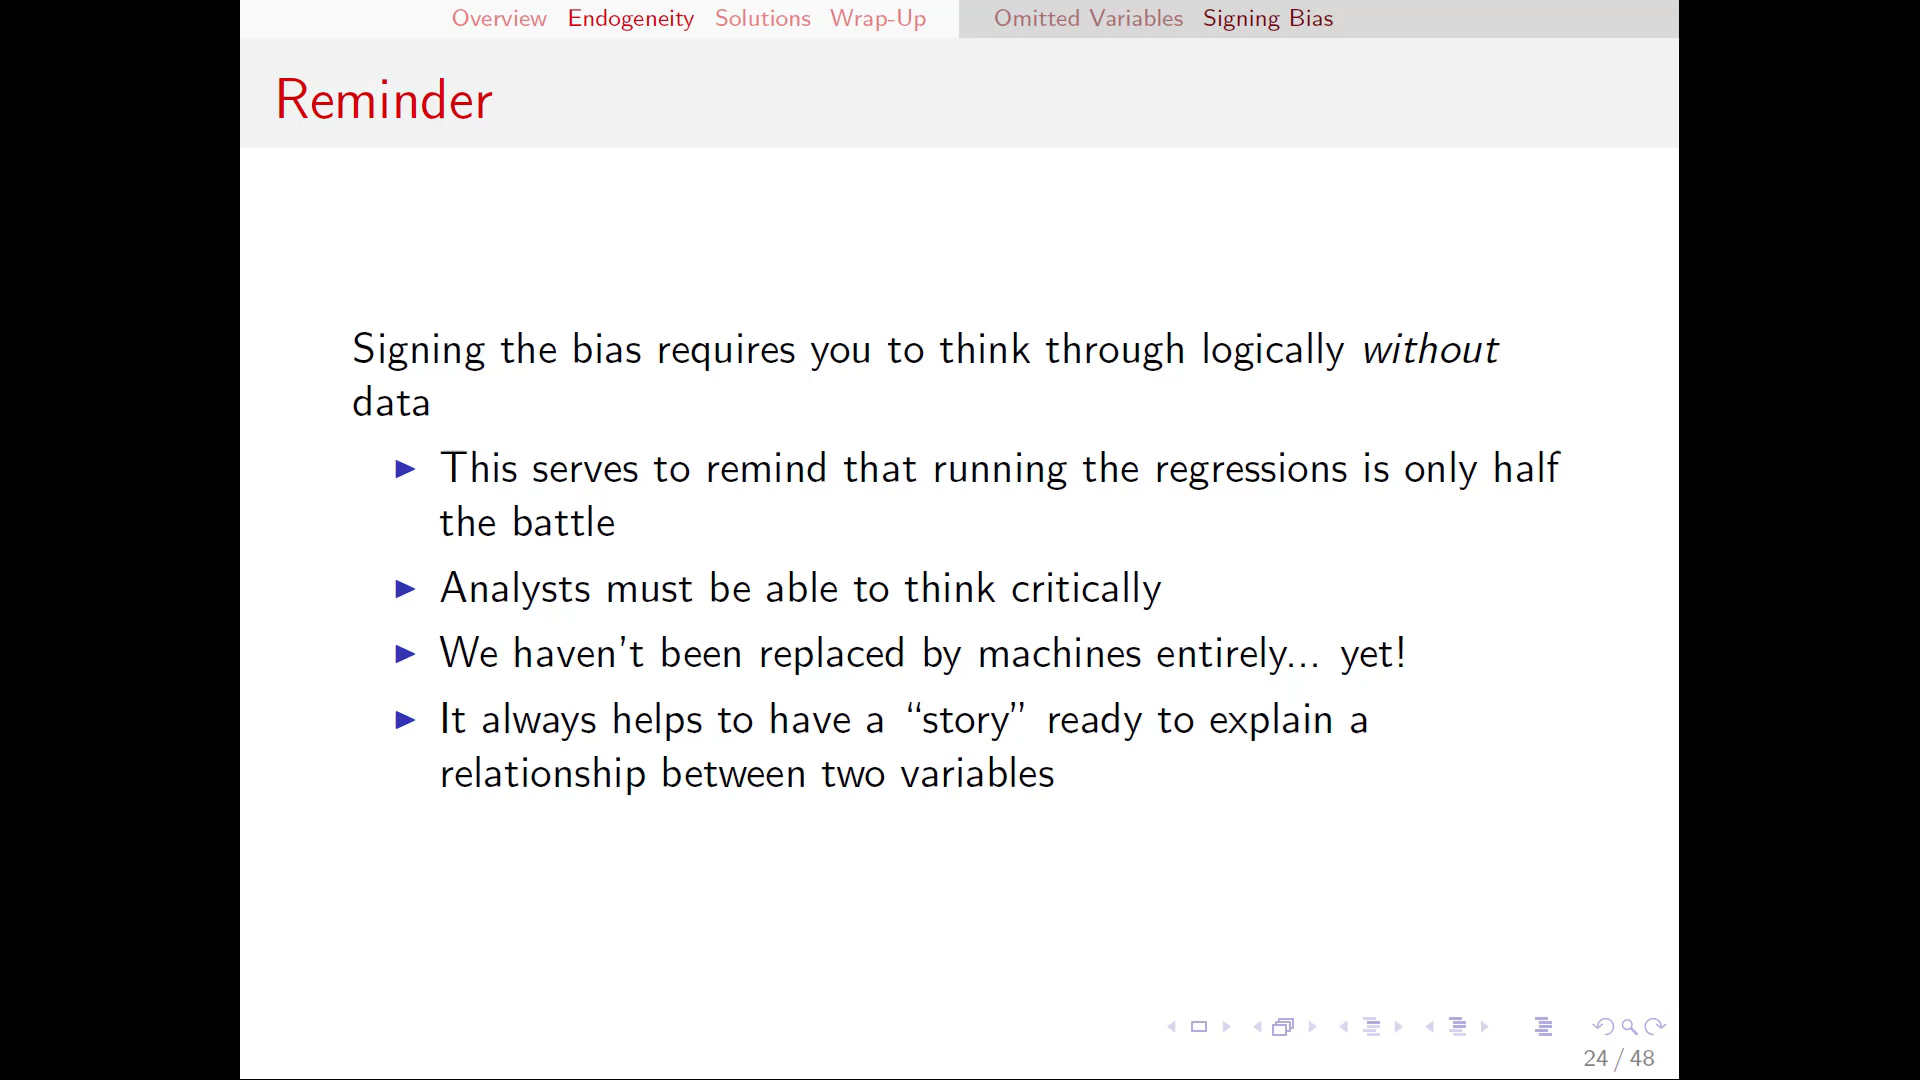 Overview Endogeneity Solutions Wrap-Up Omitted Variables Signing Bias
Reminder
Signing the bias requires you to think through logically without
data
This serves to remind that running the regressions is only half
the battle
Analysts must be able to think critically
We haven't been replaced by machines entirely... yet!
It always helps to have a “story” ready to explain a
relationship between two variables
24 / 48